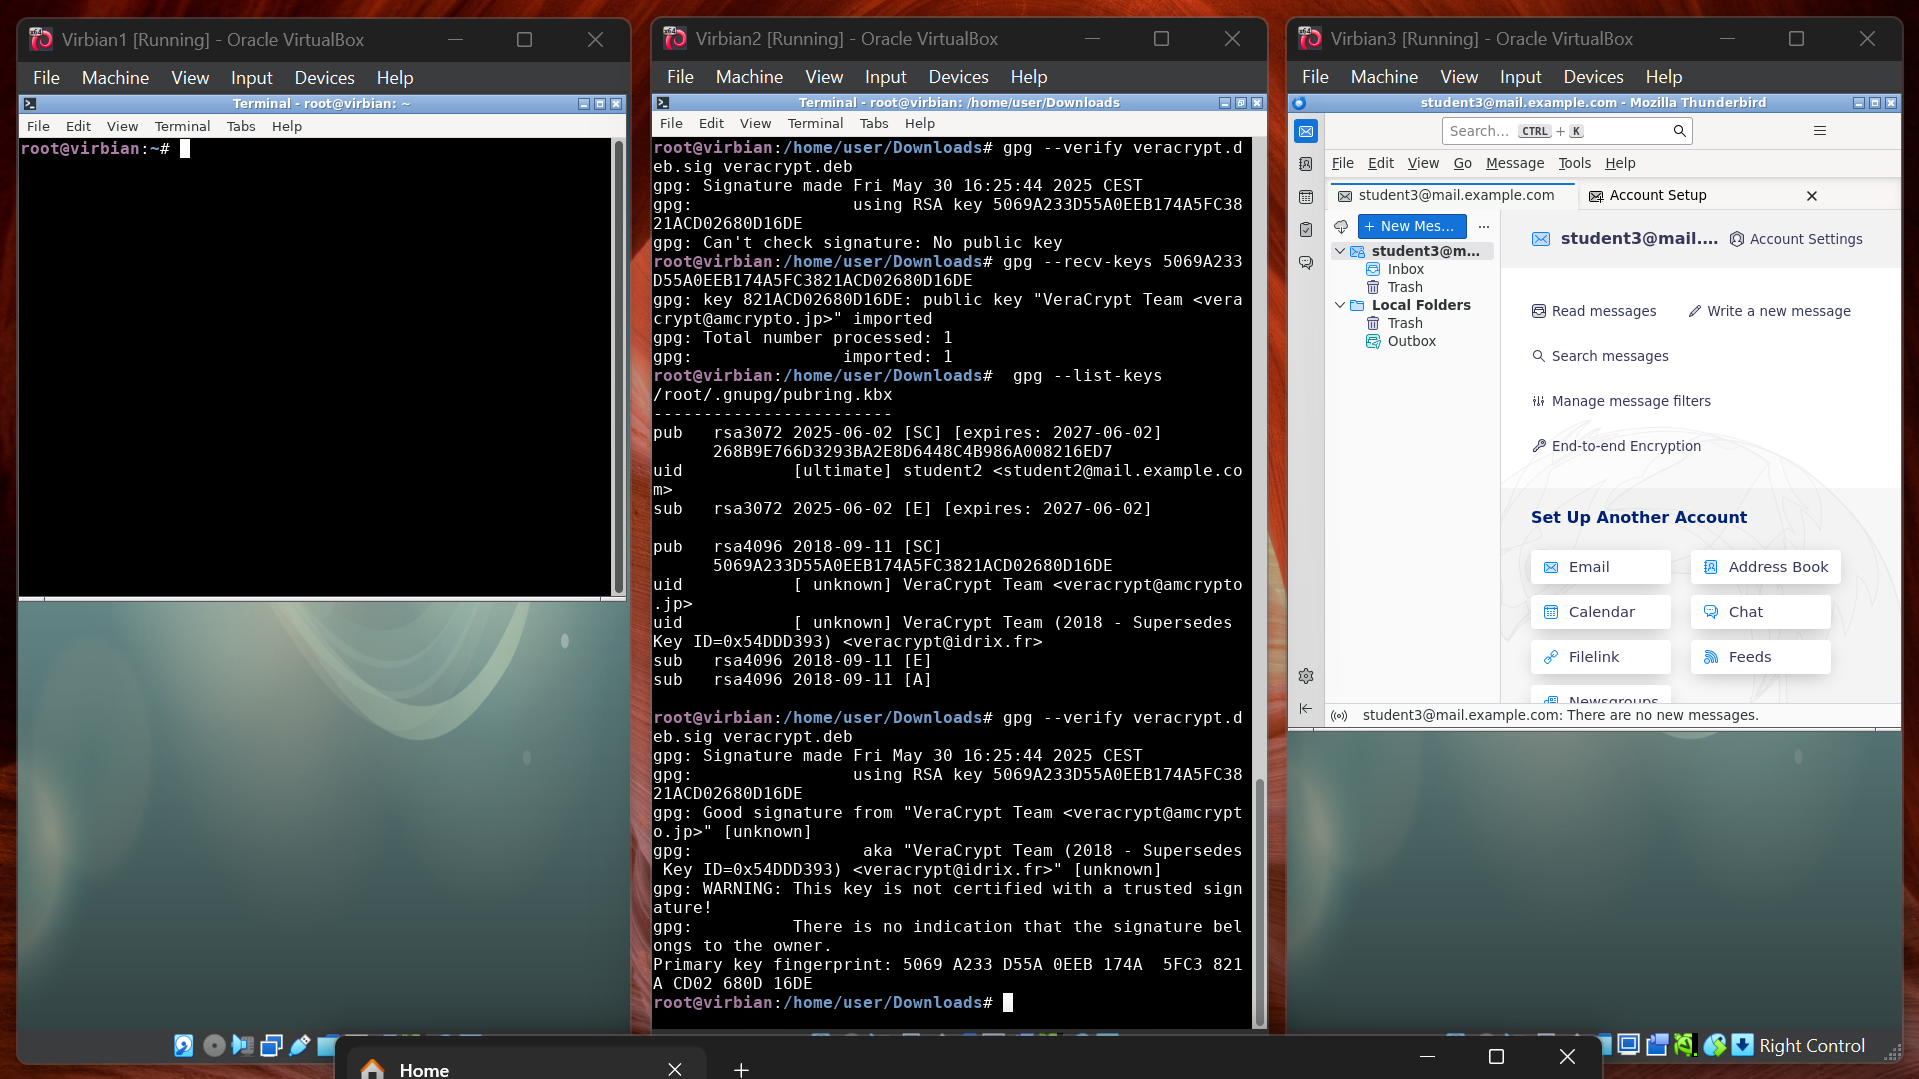 Virbian1 [Running] - Oracle VirtualBox
File Machine View Input Devices Help
Terminal - root@virbian: ~
File Edit View Terminal Tabs Help
root@virbian:~#
Virbian2 [Running] - Oracle VirtualBox
File Machine View Input Devices Help
Terminal - root@virbian: /home/user/Downloads
File Edit View Terminal Tabs Help
root@virbian:/home/user/Downloads# gpg --verify veracrypt.d
eb.sig veracrypt.deb
gpg: Signature made Fri May 30 16:25:44 2025 CEST
gpg:                using RSA key 5069A233D55A0EEB174A5FC38
21ACD02680D16DE
gpg: Can't check signature: No public key
root@virbian:/home/user/Downloads# gpg --recv-keys 5069A233
D55A0EEB174A5FC3821ACD02680D16DE
gpg: key 821ACD02680D16DE: public key "VeraCrypt Team <vera
crypt@amcrypto.jp>" imported
gpg: Total number processed: 1
gpg:               imported: 1
root@virbian:/home/user/Downloads#  gpg --list-keys
/root/.gnupg/pubring.kbx
------------------------
pub   rsa3072 2025-06-02 [SC] [expires: 2027-06-02]
      268B9E766D3293BA2E8D6448C4B986A008216ED7
uid           [ultimate] student2 <student2@mail.example.co
m>
sub   rsa3072 2025-06-02 [E] [expires: 2027-06-02]
pub   rsa4096 2018-09-11 [SC]
      5069A233D55A0EEB174A5FC3821ACD02680D16DE
uid           [ unknown] VeraCrypt Team <veracrypt@amcrypto
.jp>
uid           [ unknown] VeraCrypt Team (2018 - Supersedes
Key ID=0x54DDD393) <veracrypt@idrix.fr>
sub   rsa4096 2018-09-11 [E]
sub   rsa4096 2018-09-11 [A]
root@virbian:/home/user/Downloads# gpg --verify veracrypt.d
eb.sig veracrypt.deb
gpg: Signature made Fri May 30 16:25:44 2025 CEST
gpg:                using RSA key 5069A233D55A0EEB174A5FC38
21ACD02680D16DE
gpg: Good signature from "VeraCrypt Team <veracrypt@amcrypt
o.jp>" [unknown]
gpg:                 aka "VeraCrypt Team (2018 - Supersedes
 Key ID=0x54DDD393) <veracrypt@idrix.fr>" [unknown]
gpg: WARNING: This key is not certified with a trusted sign
ature!
gpg:          There is no indication that the signature bel
ongs to the owner.
Primary key fingerprint: 5069 A233 D55A 0EEB 174A  5FC3 821
A CD02 680D 16DE
root@virbian:/home/user/Downloads#
Virbian3 [Running] - Oracle VirtualBox
File Machine View Input Devices Help
student3@mail.example.com - Mozilla Thunderbird
Search... CTRL + K
File Edit View Go Message Tools Help
student3@mail.example.com Account Setup
+ New Mes...
student3@m...
Inbox
Trash
Local Folders
Trash
Outbox
student3@mail.... Account Settings
Read messages Write a new message
Search messages
Manage message filters
End-to-end Encryption
Set Up Another Account
Email Address Book
Calendar Chat
Filelink Feeds
Newsgroups
student3@mail.example.com: There are no new messages.
Right Control
Home